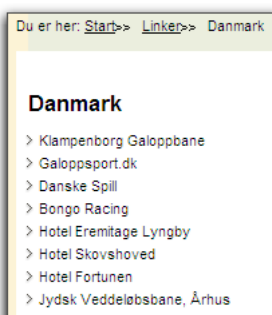 Du er her: Start>> Linker>> Danmark
Danmark
> Klampenborg Galoppbane
> Galoppsport.dk
> Danske Spill
> Bongo Racing
> Hotel Eremitage Lyngby
> Hotel Skovshoved
> Hotel Fortunen
> Jydsk Veddeløbsbane, Århus